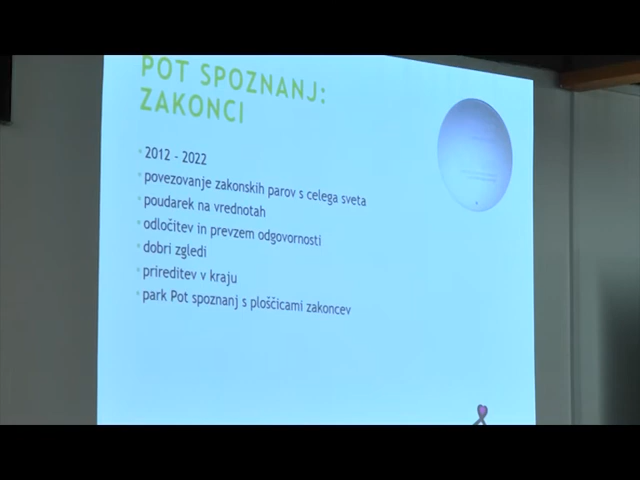 POT SPOZNANJ:
ZAKONCI
2012 - 2022
povezovanje zakonskih parov s celega sveta
poudarek na vrednotah
odločitev in prevzem odgovornosti
dobri zgledi
prireditev v kraju
park Pot spoznanj s ploščicami zakoncev